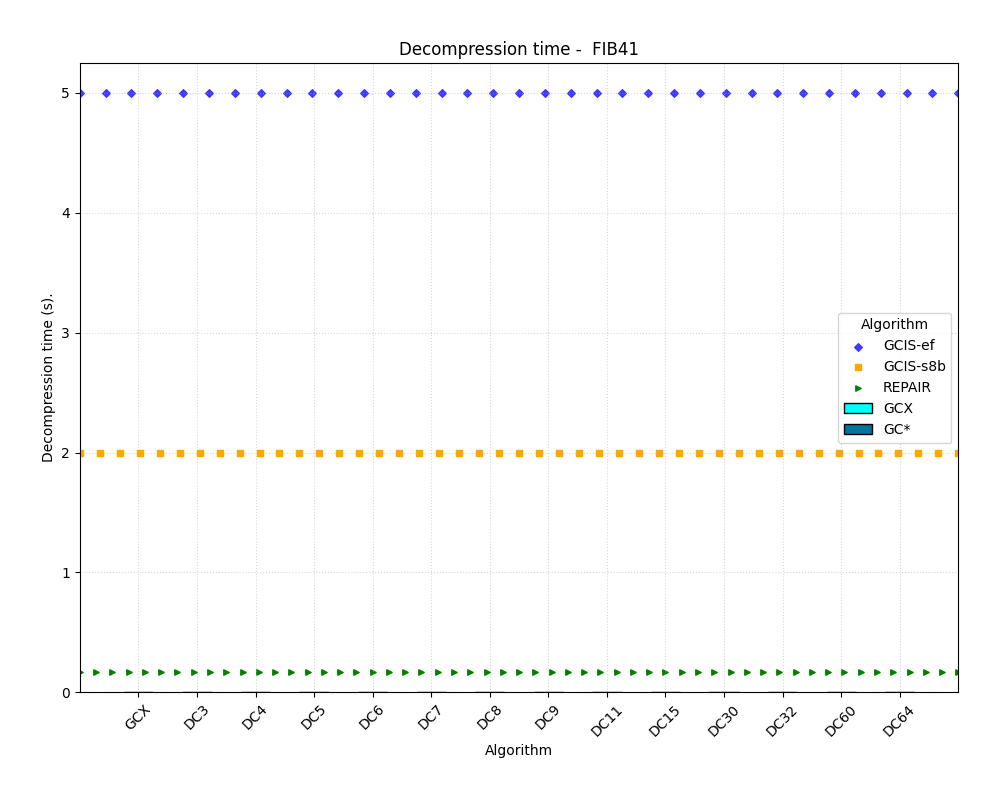 Decompression time -  FIB41
Decompression time (s).
5
4
3
2
1
0
Algorithm
GCIS-ef
GCIS-s8b
REPAIR
GCX
GC*
GCX
DC3
DC4
DC5
DC6
DC7
DC8
DC9
DC11
DC15
DC30
DC32
DC60
DC64
Algorithm